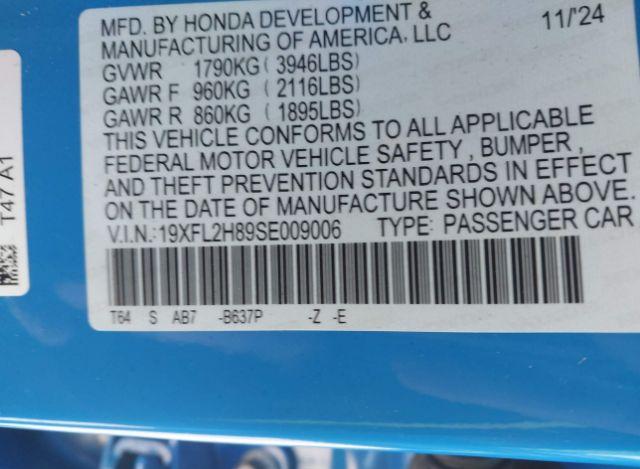 MFD. BY HONDA DEVELOPMENT & 11/'24
MANUFACTURING OF AMERICA, LLC
GVWR 1790KG ( 3946LBS)
GAWR F 960KG ( 2116LBS)
GAWR R 860KG ( 1895LBS)
THIS VEHICLE CONFORMS TO ALL APPLICABLE
FEDERAL MOTOR VEHICLE SAFETY , BUMPER ,
AND THEFT PREVENTION STANDARDS IN EFFECT
ON THE DATE OF MANUFACTURE SHOWN ABOVE.
V.I.N.:19XFL2H89SE009006 TYPE: PASSENGER CAR
T64 S AB7 -B637P -Z -E
T47 A1